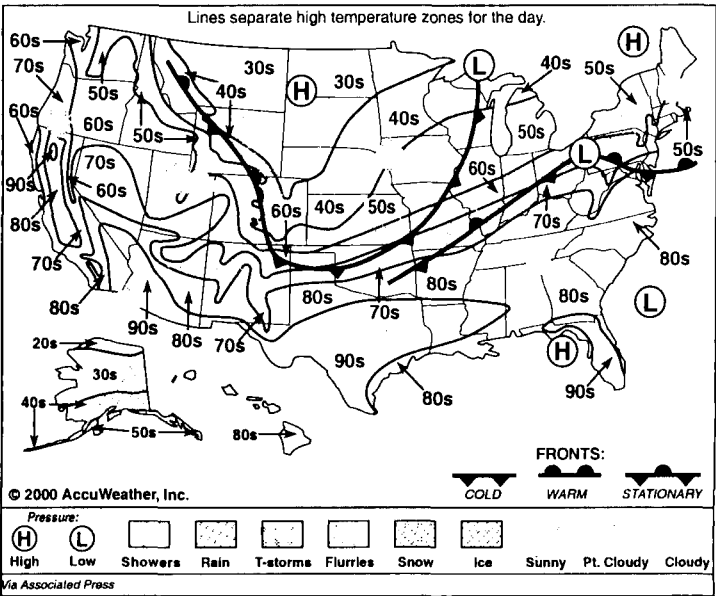 Lines separate high temperature zones for the day.
60s
70s
60s
50s
60s
50s
40s
30s
H
30s
L
40s
H
50s
40s
50s
L
50s
90s
70s
60s
80s
70s
80s
60s
40s
50s
60s
70s
80s
90s
80s
70s
80s
70s
80s
80s
L
90s
80s
H
90s
80s
20s
30s
40s
50s
80s
FRONTS:
COLD WARM STATIONARY
© 2000 AccuWeather, Inc.
Pressure:
H L
High Low Showers Rain T-storms Flurries Snow Ice Sunny Pt. Cloudy Cloudy
Via Associated Press